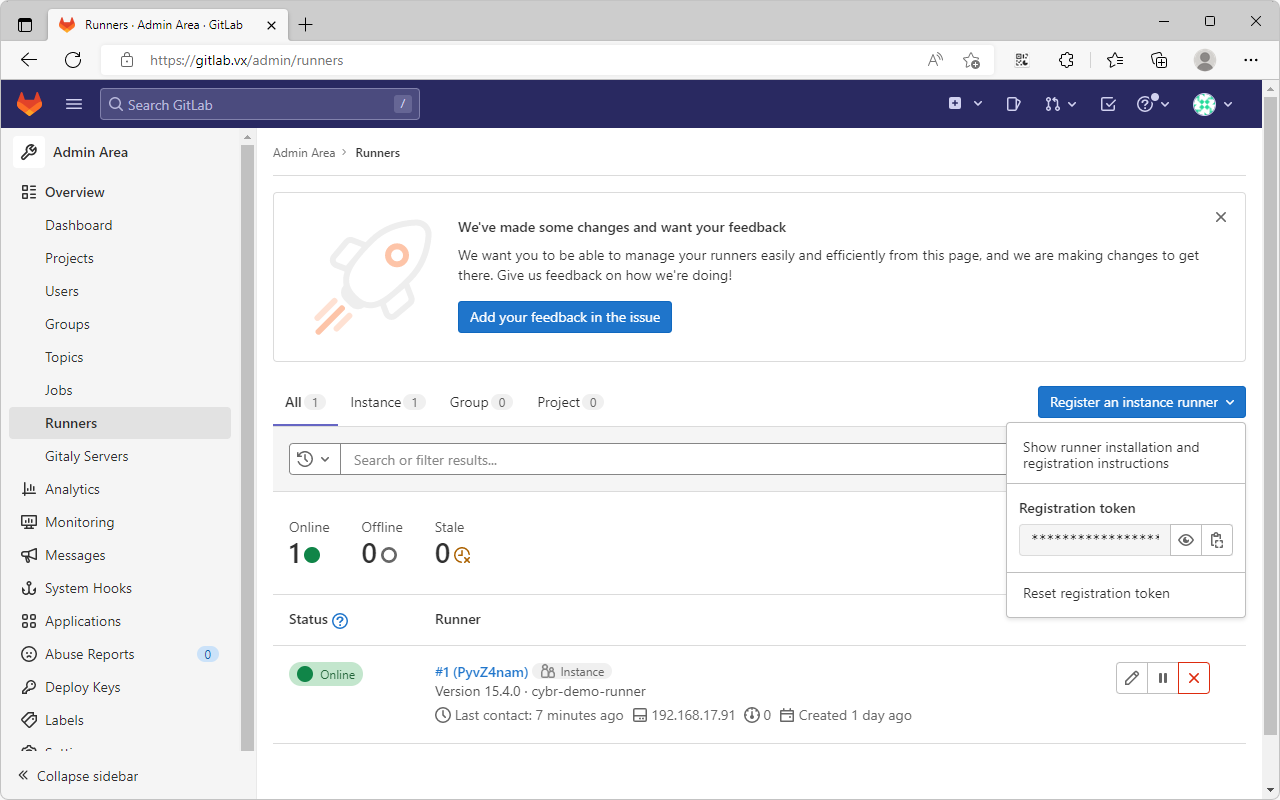 Runners · Admin Area · GitLab
https://gitlab.vx/admin/runners
Search GitLab
/
Admin Area
Overview
Dashboard
Projects
Users
Groups
Topics
Jobs
Runners
Gitaly Servers
Analytics
Monitoring
Messages
System Hooks
Applications
Abuse Reports 0
Deploy Keys
Labels
Collapse sidebar
Admin Area › Runners
We've made some changes and want your feedback
We want you to be able to manage your runners easily and efficiently from this page, and we are making changes to get
there. Give us feedback on how we're doing!
Add your feedback in the issue
All 1 Instance 1 Group 0 Project 0
Register an instance runner
Show runner installation and
registration instructions
Registration token
*****************
Reset registration token
Search or filter results...
Online Offline Stale
1 0 0
Status Runner
Online
#1 (PyvZ4nam) Instance
Version 15.4.0 · cybr-demo-runner
Last contact: 7 minutes ago 192.168.17.91 0 Created 1 day ago